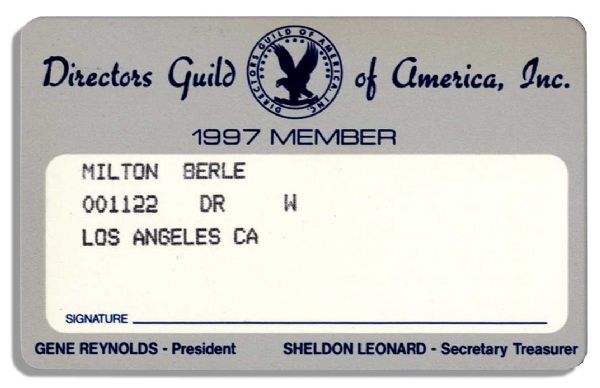 Directors Guild of America, Inc.
DIRECTORS GUILD OF AMERICA, INC.
1997 MEMBER
MILTON BERLE
001122 DR W
LOS ANGELES CA
SIGNATURE
GENE REYNOLDS - President SHELDON LEONARD - Secretary Treasurer